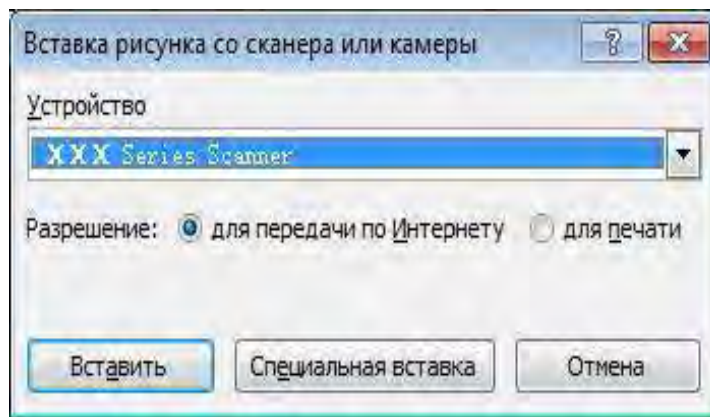 Вставка рисунка со сканера или камеры
Устройство
XXX Series Scanner
Разрешение: для передачи по Интернету для печати
Вставить Специальная вставка Отмена